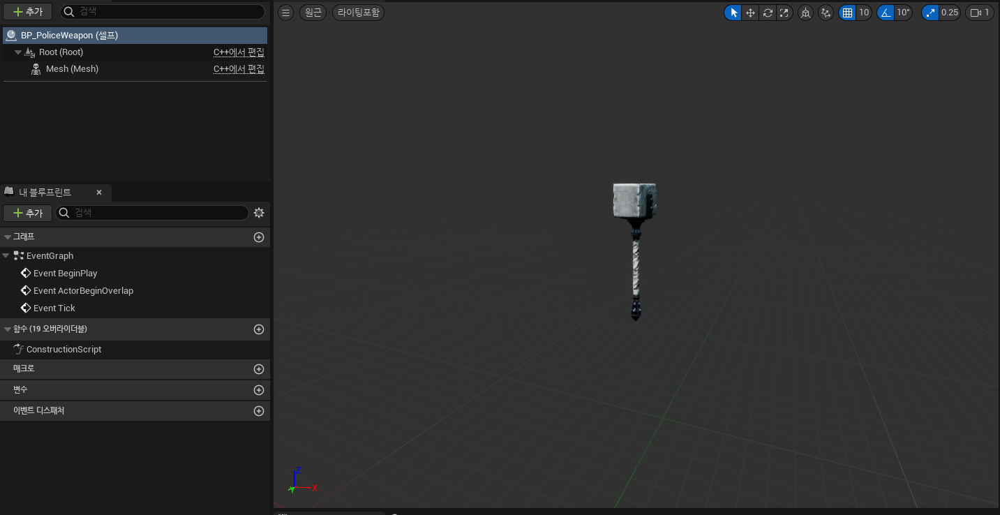 추가
검색
BP_PoliceWeapon (셀프)
Root (Root) C++에서 편집
Mesh (Mesh) C++에서 편집
내 블루프린트
추가
검색
그래프
EventGraph
Event BeginPlay
Event ActorBeginOverlap
Event Tick
함수 (19 오버라이더블)
ConstructionScript
매크로
변수
이벤트 디스패처
원근 라이팅포함 10 10° 0.25 1
Z
X
Y